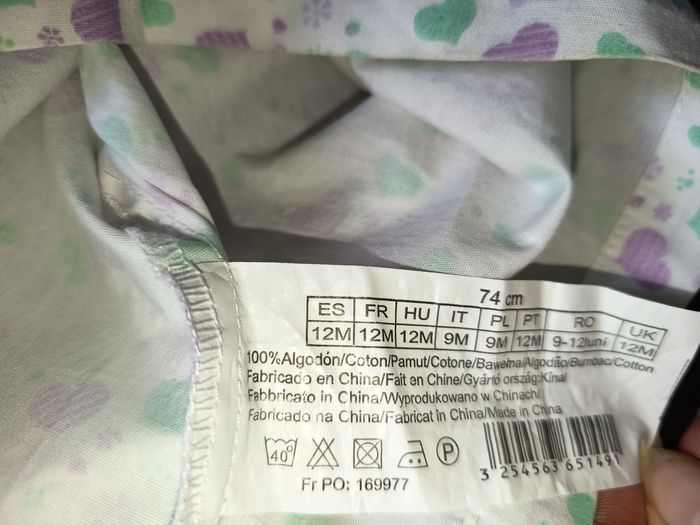 74 cm
ES FR HU IT PL PT RO UK
12M 12M 12M 9M 9M 12M 9-12luni 12M
100%Algodón/Coton/Pamut/Cotone/Bawełna/Algodão/Bumbac/Cotton
Fabricado en China/Fait en Chine/Gyártó ország:Kína/
Fabbricato in China/Wyprodukowano w Chinach/
Fabricado na China/Fabricat in China/Made in China
40°
P
3 254563 651491
Fr PO: 169977